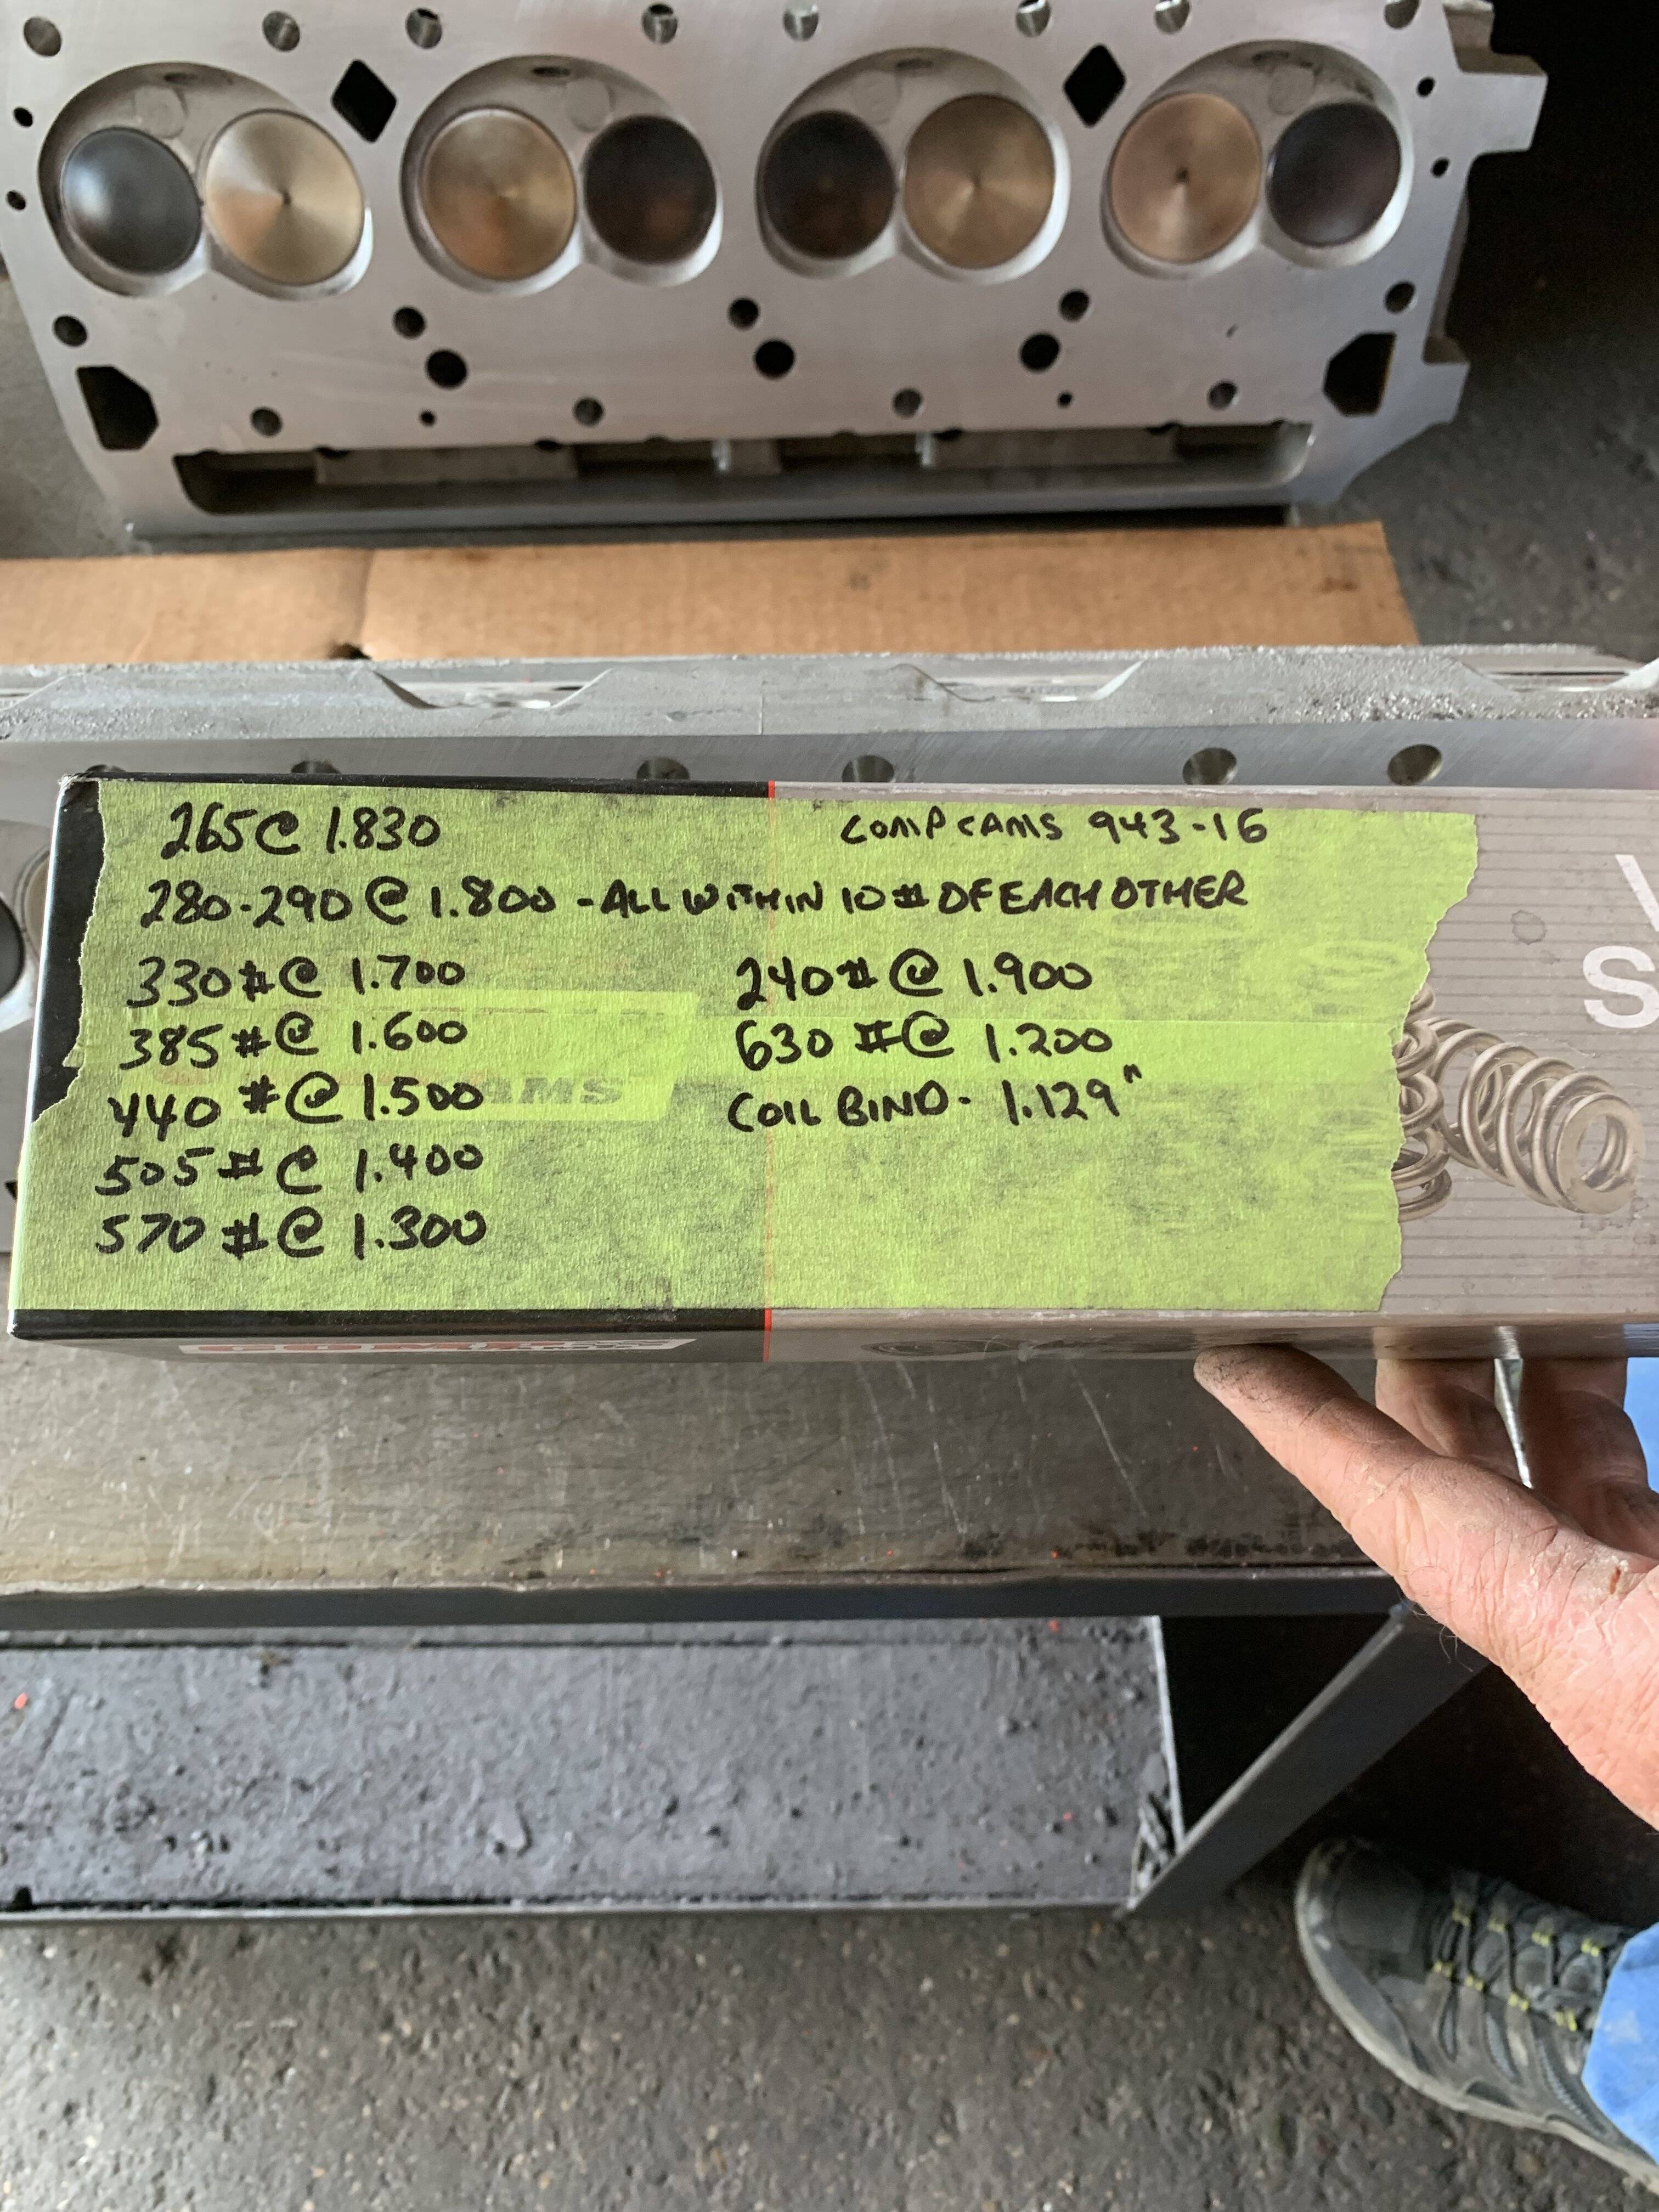 265@ 1.830
COMP CAMS 943-16
280-290 @ 1.800 - ALL WITHIN 10# OF EACH OTHER
330#@ 1.700
385#@ 1.600
440 #@ 1.500
505# @ 1.400
570 #@ 1.300
240# @ 1.900
630 #@ 1.200
COIL BIND- 1.129"
AMS
S